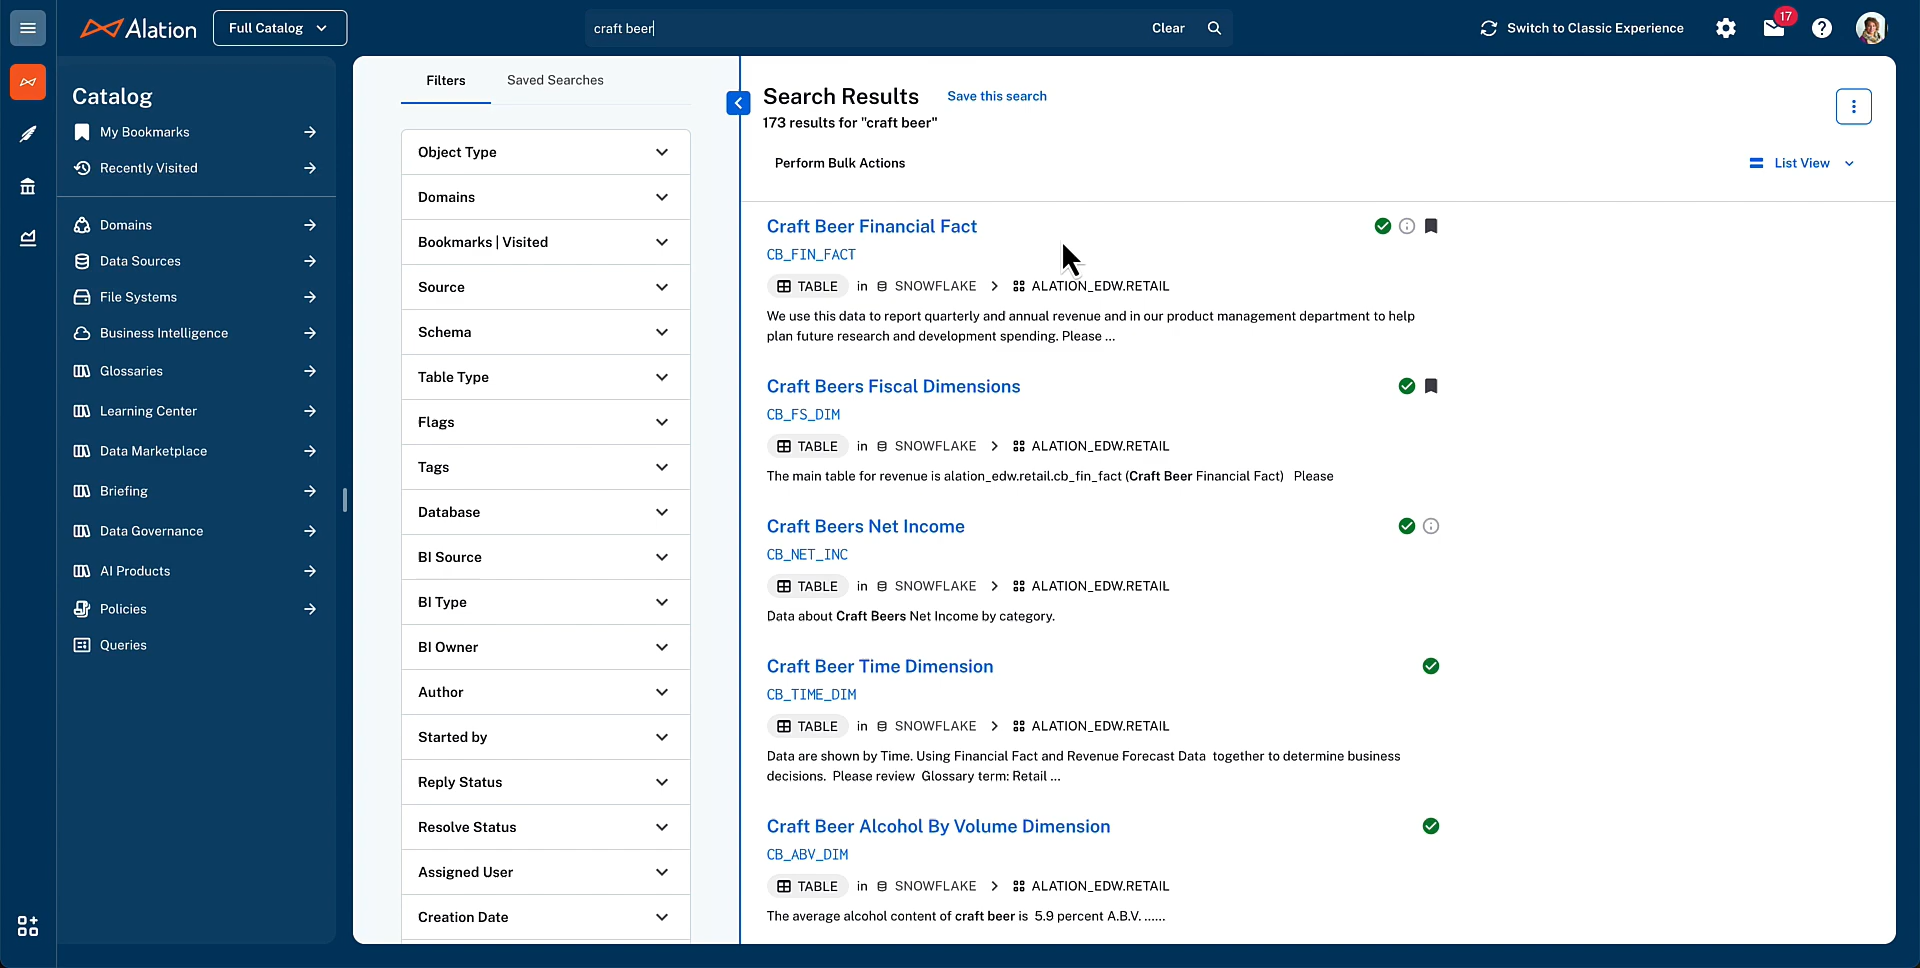 Alation
Full Catalog
craft beer
Clear
Switch to Classic Experience
17
Catalog
My Bookmarks
Recently Visited
Domains
Data Sources
File Systems
Business Intelligence
Glossaries
Learning Center
Data Marketplace
Briefing
Data Governance
AI Products
Policies
Queries
Filters
Saved Searches
Object Type
Domains
Bookmarks | Visited
Source
Schema
Table Type
Flags
Tags
Database
BI Source
BI Type
BI Owner
Author
Started by
Reply Status
Resolve Status
Assigned User
Creation Date
Search Results
Save this search
173 results for "craft beer"
Perform Bulk Actions
List View
Craft Beer Financial Fact
CB_FIN_FACT
TABLE in SNOWFLAKE > ALATION_EDW.RETAIL
We use this data to report quarterly and annual revenue and in our product management department to help
plan future research and development spending. Please ...
Craft Beers Fiscal Dimensions
CB_FS_DIM
TABLE in SNOWFLAKE > ALATION_EDW.RETAIL
The main table for revenue is alation_edw.retail.cb_fin_fact (Craft Beer Financial Fact) Please
Craft Beers Net Income
CB_NET_INC
TABLE in SNOWFLAKE > ALATION_EDW.RETAIL
Data about Craft Beers Net Income by category.
Craft Beer Time Dimension
CB_TIME_DIM
TABLE in SNOWFLAKE > ALATION_EDW.RETAIL
Data are shown by Time. Using Financial Fact and Revenue Forecast Data together to determine business
decisions. Please review Glossary term: Retail ...
Craft Beer Alcohol By Volume Dimension
CB_ABV_DIM
TABLE in SNOWFLAKE > ALATION_EDW.RETAIL
The average alcohol content of craft beer is 5.9 percent A.B.V. ......